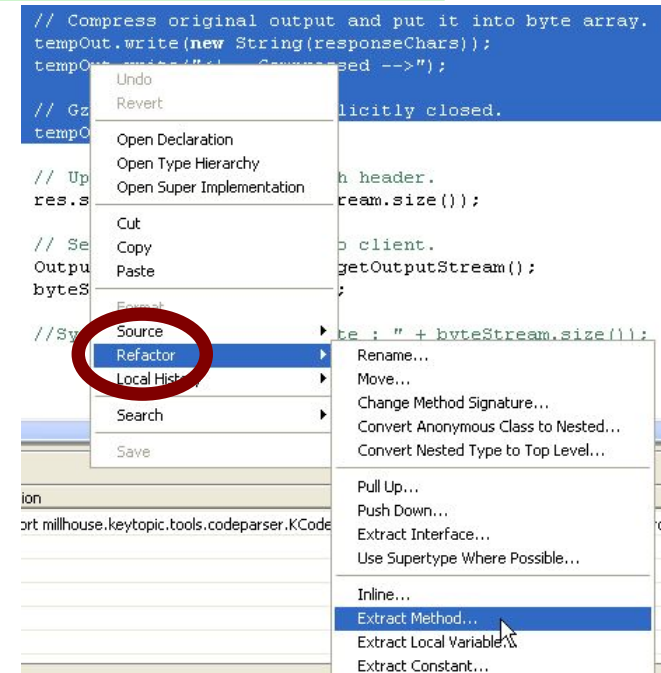 // Compress original output and put it into byte array.
tempOut.write(new String(responseChars));
tempOut.write("<!-- Compressed -->");
Undo
Revert
// Gz licitly closed.
tempO
Open Declaration
Open Type Hierarchy
// Up h header.
Open Super Implementation
res.s ream.size());
Cut
// Se o client.
Copy
Outpu getOutputStream();
Paste
byteS ;
Format
//Sy te : " + byteStream.size());
Source
Refactor
Local History
Search
Save
Rename...
Move...
Change Method Signature...
Convert Anonymous Class to Nested...
Convert Nested Type to Top Level...
Pull Up...
Push Down...
Extract Interface...
Use Supertype Where Possible...
Inline...
Extract Method...
Extract Local Variable...
Extract Constant...
ion
ort millhouse.keytopic.tools.codeparser.KCode